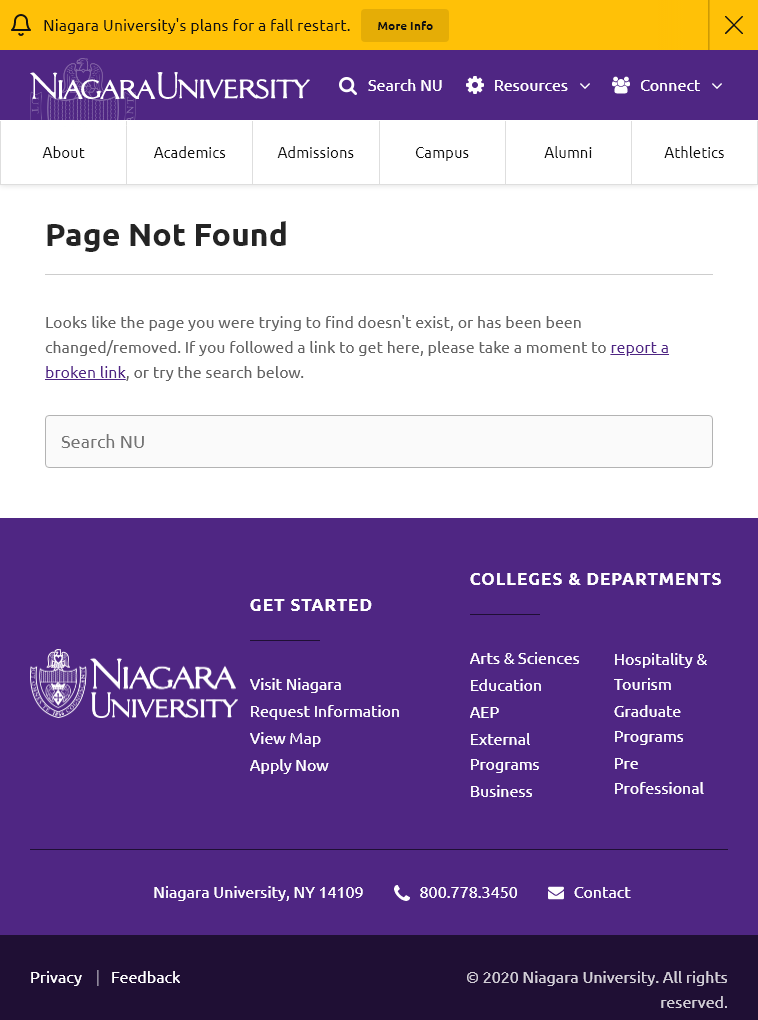 Niagara University's plans for a fall restart. More Info
NIAGARA UNIVERSITY
Search NU
Resources
Connect
About
Academics
Admissions
Campus
Alumni
Athletics
Page Not Found
Looks like the page you were trying to find doesn't exist, or has been been
changed/removed. If you followed a link to get here, please take a moment to report a
broken link, or try the search below.
Search NU
NIAGARA
UNIVERSITY
GET STARTED
Visit Niagara
Request Information
View Map
Apply Now
COLLEGES & DEPARTMENTS
Arts & Sciences
Education
AEP
External
Programs
Business
Hospitality &
Tourism
Graduate
Programs
Pre
Professional
Niagara University, NY 14109
800.778.3450
Contact
Privacy | Feedback
© 2020 Niagara University. All rights
reserved.